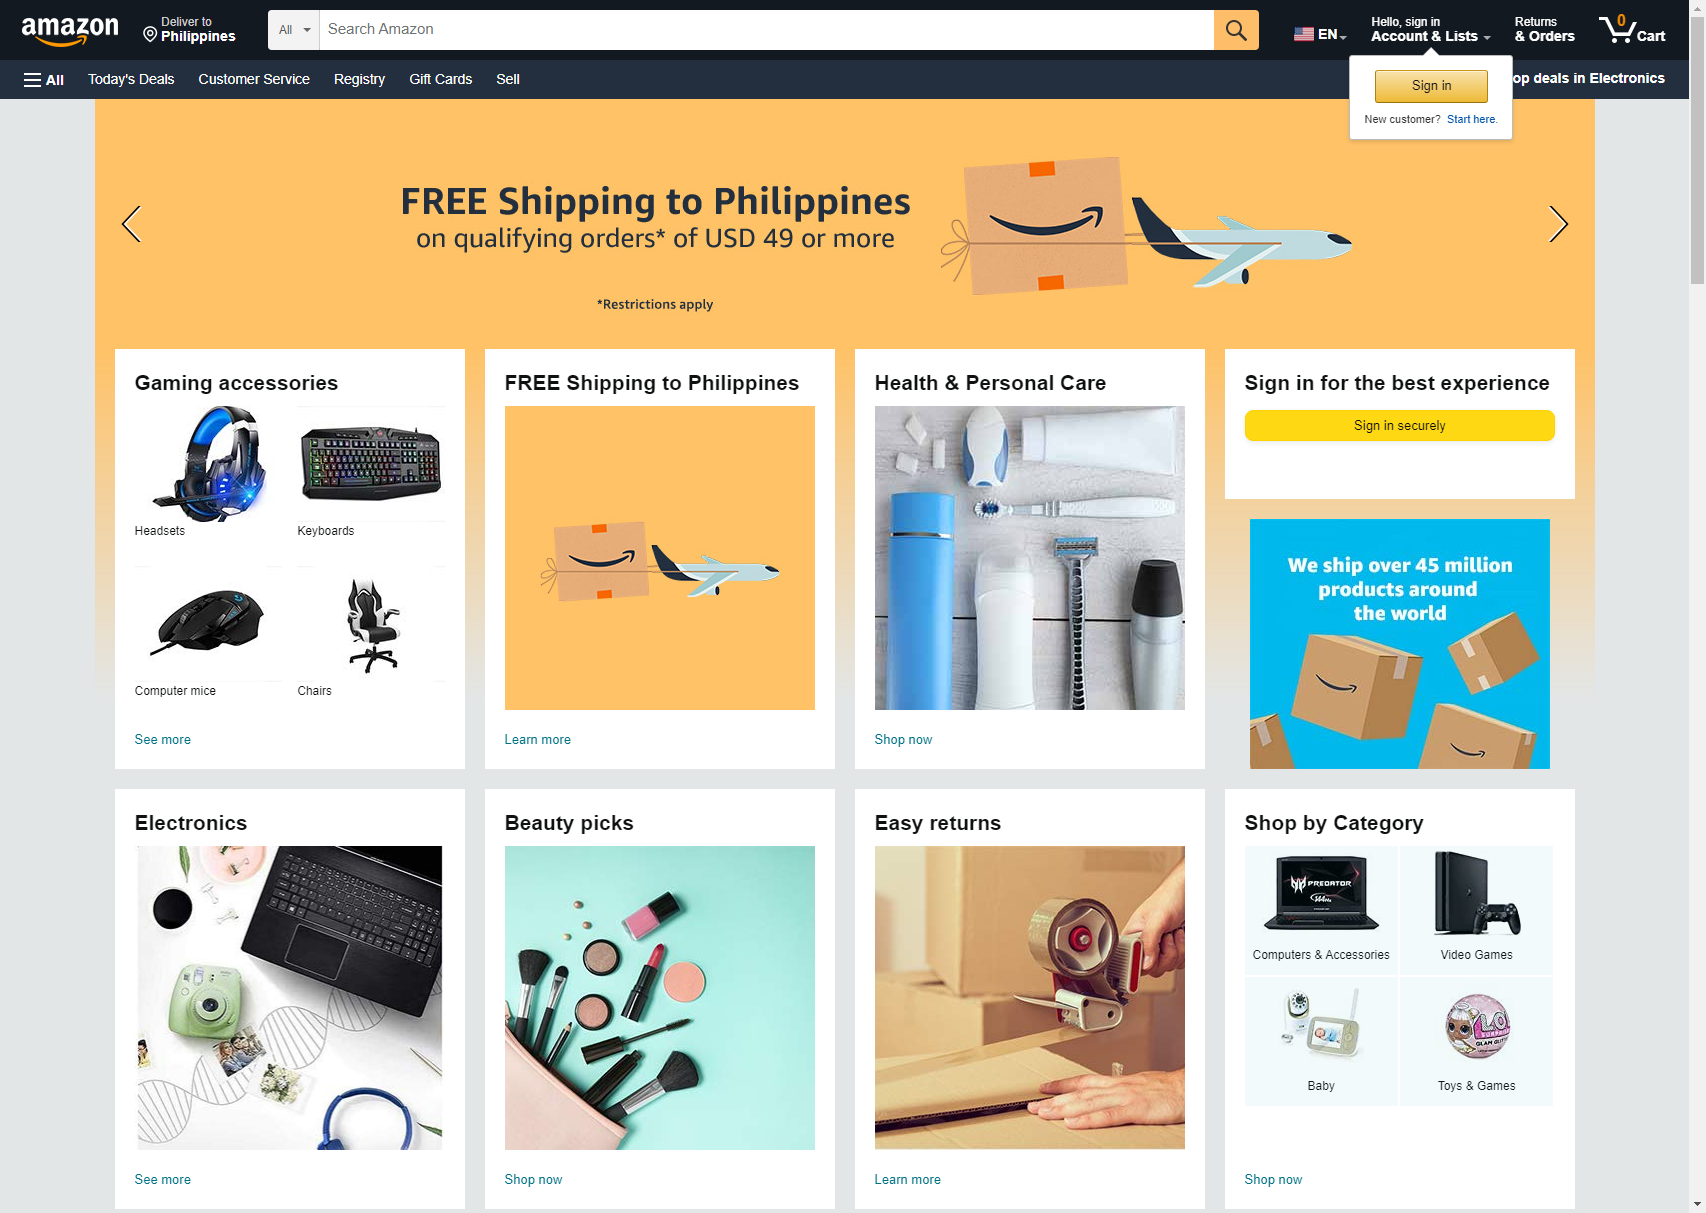 amazon
Deliver to
Philippines
All
Search Amazon
EN
Hello, sign in
Account & Lists
Returns
& Orders
0
Cart
All
Today's Deals
Customer Service
Registry
Gift Cards
Sell
op deals in Electronics
Sign in
New customer? Start here.
FREE Shipping to Philippines
on qualifying orders* of USD 49 or more
*Restrictions apply
Gaming accessories
Headsets
Keyboards
Computer mice
Chairs
See more
FREE Shipping to Philippines
Learn more
Health & Personal Care
Shop now
Sign in for the best experience
Sign in securely
We ship over 45 million
products around
the world
Electronics
See more
Beauty picks
Shop now
Easy returns
Learn more
Shop by Category
PREDATOR
Computers & Accessories
Video Games
Baby
L.O.L.
SURPRISE
GLAM GLITTER
Toys & Games
Shop now